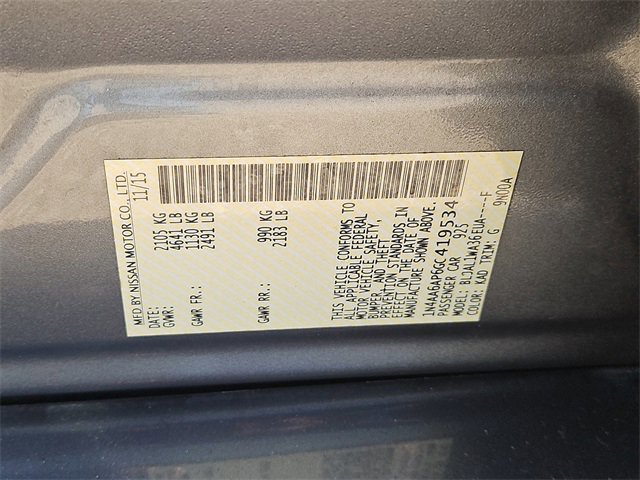 MFD BY NISSAN MOTOR CO., LTD.
DATE: 11/15
GVWR: 2105 KG
4641 LB
GAWR FR.: 1130 KG
2491 LB
GAWR RR.: 990 KG
2183 LB
THIS VEHICLE CONFORMS TO
ALL APPLICABLE FEDERAL
MOTOR VEHICLE SAFETY,
BUMPER, AND THEFT
PREVENTION STANDARDS IN
EFFECT ON THE DATE OF
MANUFACTURE SHOWN ABOVE.
1N4AA6AP6GC419534
PASSENGER CAR 925
MODEL: BLJALLWA36EUA----F
COLOR: KAD TRIM: G 9N00A